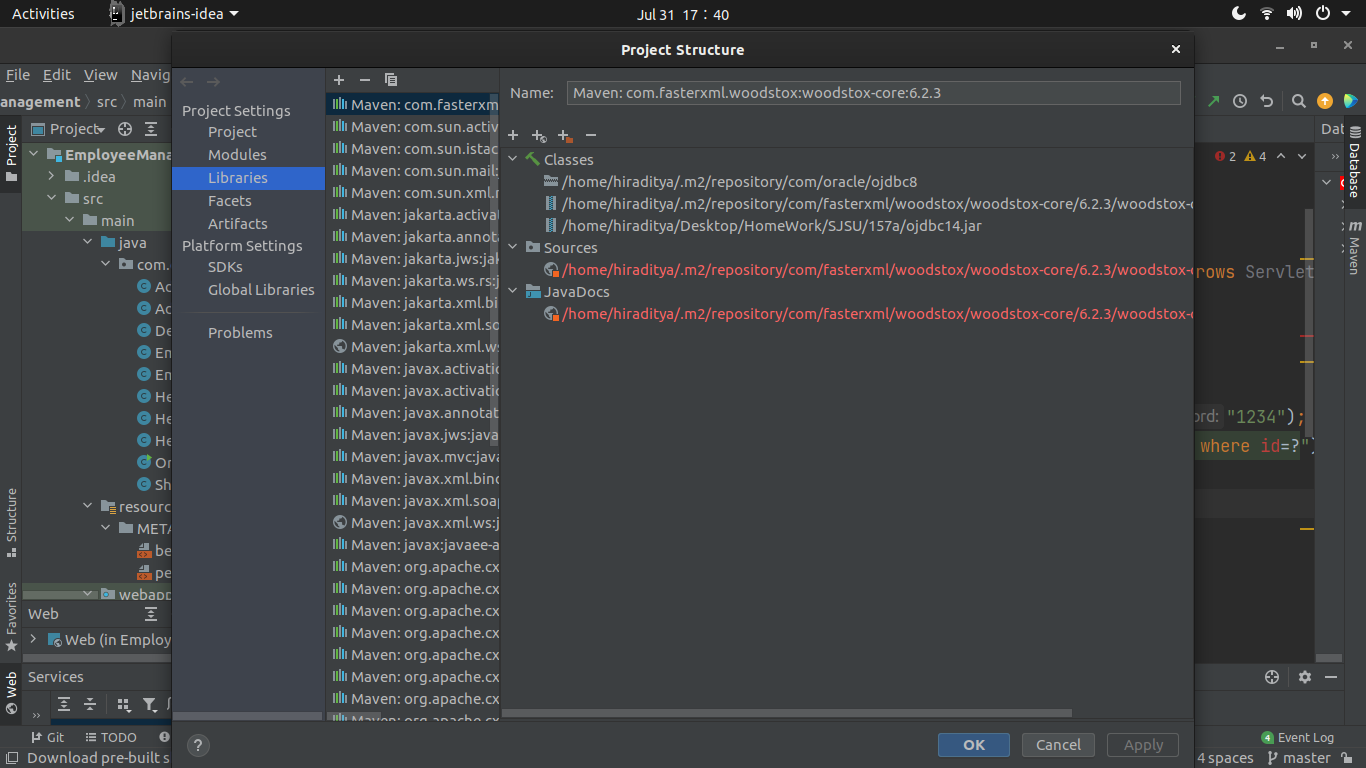 Activities
jetbrains-idea
Jul 31 17:40
Project Structure
File Edit View Navig
anagement src main
Project
Project
EmployeeMana
.idea
src
main
java
com.
Ac
Ac
De
En
En
He
He
He
Or
Sh
resourc
META
be
pe
webapp
Web
Web (in Employ
Services
Structure
Favorites
Web
Git TODO
Download pre-built s
Project Settings
Project
Modules
Libraries
Facets
Artifacts
Platform Settings
SDKs
Global Libraries
Problems
Maven: com.fasterxm
Maven: com.sun.activ
Maven: com.sun.istac
Maven: com.sun.mail:
Maven: com.sun.xml.
Maven: jakarta.activat
Maven: jakarta.annota
Maven: jakarta.jws:jak
Maven: jakarta.ws.rs:j
Maven: jakarta.xml.bi
Maven: jakarta.xml.so
Maven: jakarta.xml.ws
Maven: javax.activatio
Maven: javax.activatio
Maven: javax.annotat
Maven: javax.jws:java
Maven: javax.mvc:java
Maven: javax.xml.bind
Maven: javax.xml.soap
Maven: javax.xml.ws:j
Maven: javax:javaee-a
Maven: org.apache.cx
Maven: org.apache.cx
Maven: org.apache.cx
Maven: org.apache.cx
Maven: org.apache.cx
Maven: org.apache.cx
Maven: org.apache.cx
Maven: org.apache.cx
Name: Maven: com.fasterxml.woodstox:woodstox-core:6.2.3
Classes
/home/hiraditya/.m2/repository/com/oracle/ojdbc8
/home/hiraditya/.m2/repository/com/fasterxml/woodstox/woodstox-core/6.2.3/woodstox-c
/home/hiraditya/Desktop/HomeWork/SJSU/157a/ojdbc14.jar
Sources
/home/hiraditya/.m2/repository/com/fasterxml/woodstox/woodstox-core/6.2.3/woodstox-c
JavaDocs
/home/hiraditya/.m2/repository/com/fasterxml/woodstox/woodstox-core/6.2.3/woodstox-c
? OK Cancel Apply
Dat
2 4
rows Servlet
ord: "1234");
where id=?")
Database
m Maven
4 Event Log
4 spaces master